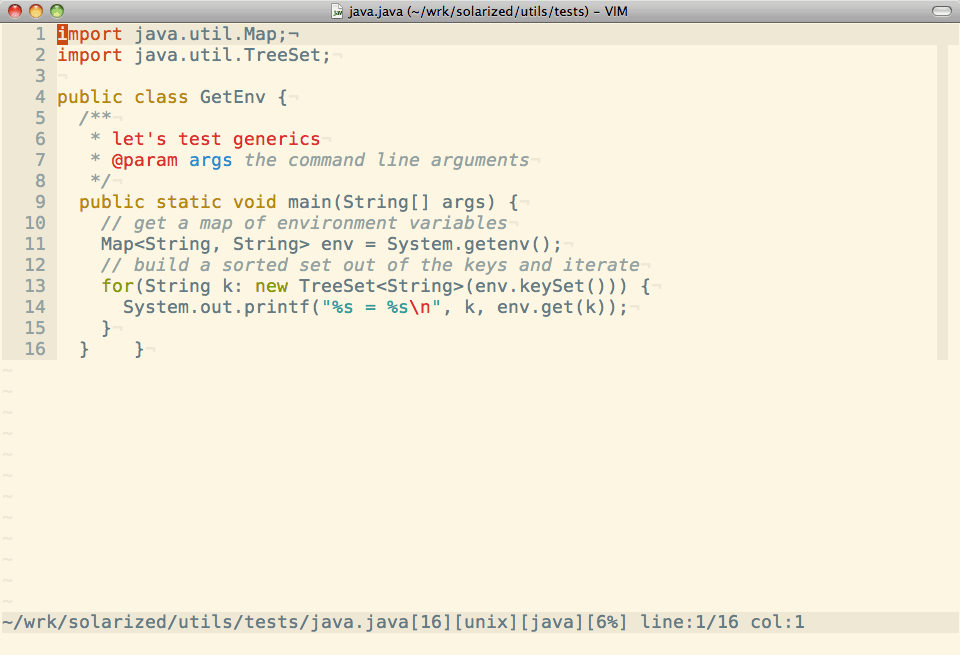 java.java (~/wrk/solarized/utils/tests) – VIM
1 import java.util.Map;¬
2 import java.util.TreeSet;¬
3 ¬
4 public class GetEnv {¬
5   /**¬
6    * let's test generics¬
7    * @param args the command line arguments¬
8    */¬
9   public static void main(String[] args) {¬
10     // get a map of environment variables¬
11     Map<String, String> env = System.getenv();¬
12     // build a sorted set out of the keys and iterate¬
13     for(String k: new TreeSet<String>(env.keySet())) {¬
14       System.out.printf("%s = %s\n", k, env.get(k));¬
15     }¬
16   }    }¬
~
~
~
~
~
~
~
~
~
~
~
~
~/wrk/solarized/utils/tests/java.java[16][unix][java][6%] line:1/16 col:1